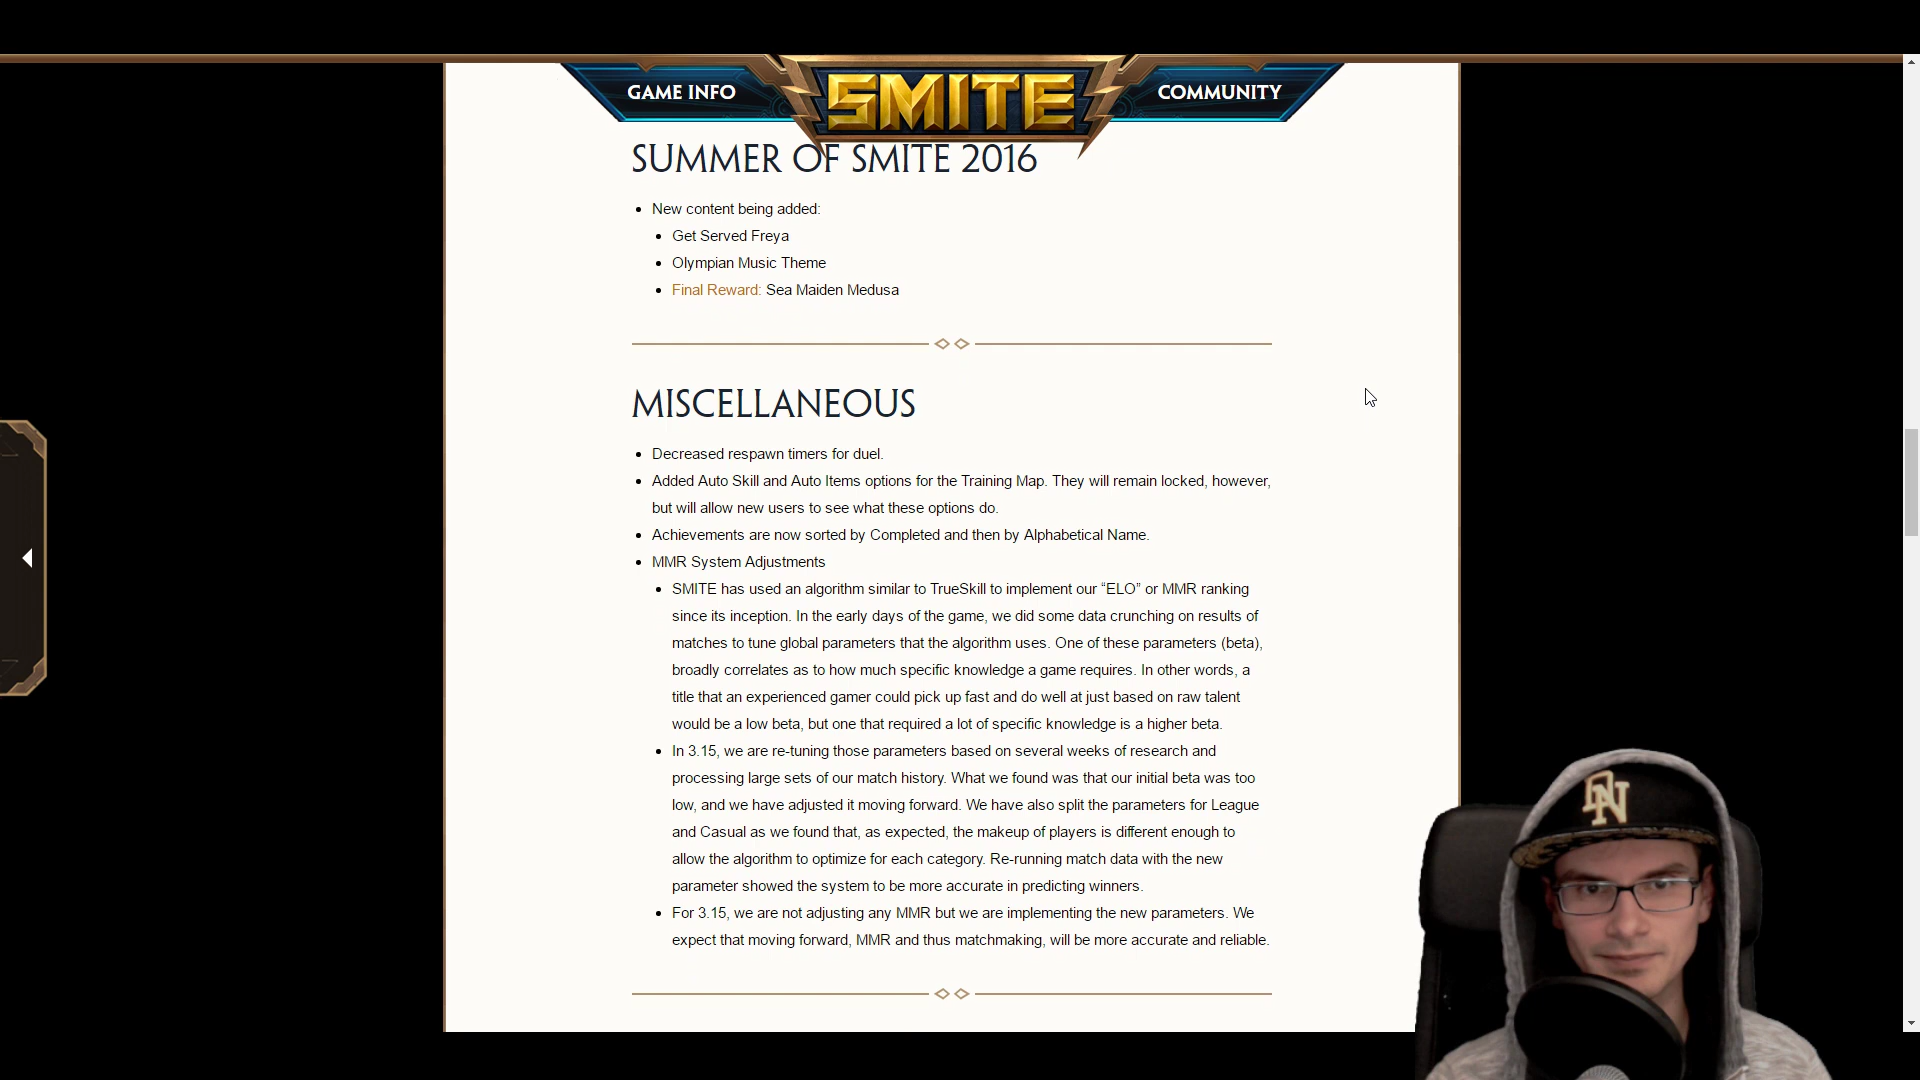 GAME INFO
SMITE
COMMUNITY
SUMMER OF SMITE 2016
New content being added:
Get Served Freya
Olympian Music Theme
Final Reward: Sea Maiden Medusa
MISCELLANEOUS
Decreased respawn timers for duel.
Added Auto Skill and Auto Items options for the Training Map. They will remain locked, however,
but will allow new users to see what these options do.
Achievements are now sorted by Completed and then by Alphabetical Name.
MMR System Adjustments
SMITE has used an algorithm similar to TrueSkill to implement our “ELO” or MMR ranking
since its inception. In the early days of the game, we did some data crunching on results of
matches to tune global parameters that the algorithm uses. One of these parameters (beta),
broadly correlates as to how much specific knowledge a game requires. In other words, a
title that an experienced gamer could pick up fast and do well at just based on raw talent
would be a low beta, but one that required a lot of specific knowledge is a higher beta.
In 3.15, we are re-tuning those parameters based on several weeks of research and
processing large sets of our match history. What we found was that our initial beta was too
low, and we have adjusted it moving forward. We have also split the parameters for League
and Casual as we found that, as expected, the makeup of players is different enough to
allow the algorithm to optimize for each category. Re-running match data with the new
parameter showed the system to be more accurate in predicting winners.
For 3.15, we are not adjusting any MMR but we are implementing the new parameters. We
expect that moving forward, MMR and thus matchmaking, will be more accurate and reliable.